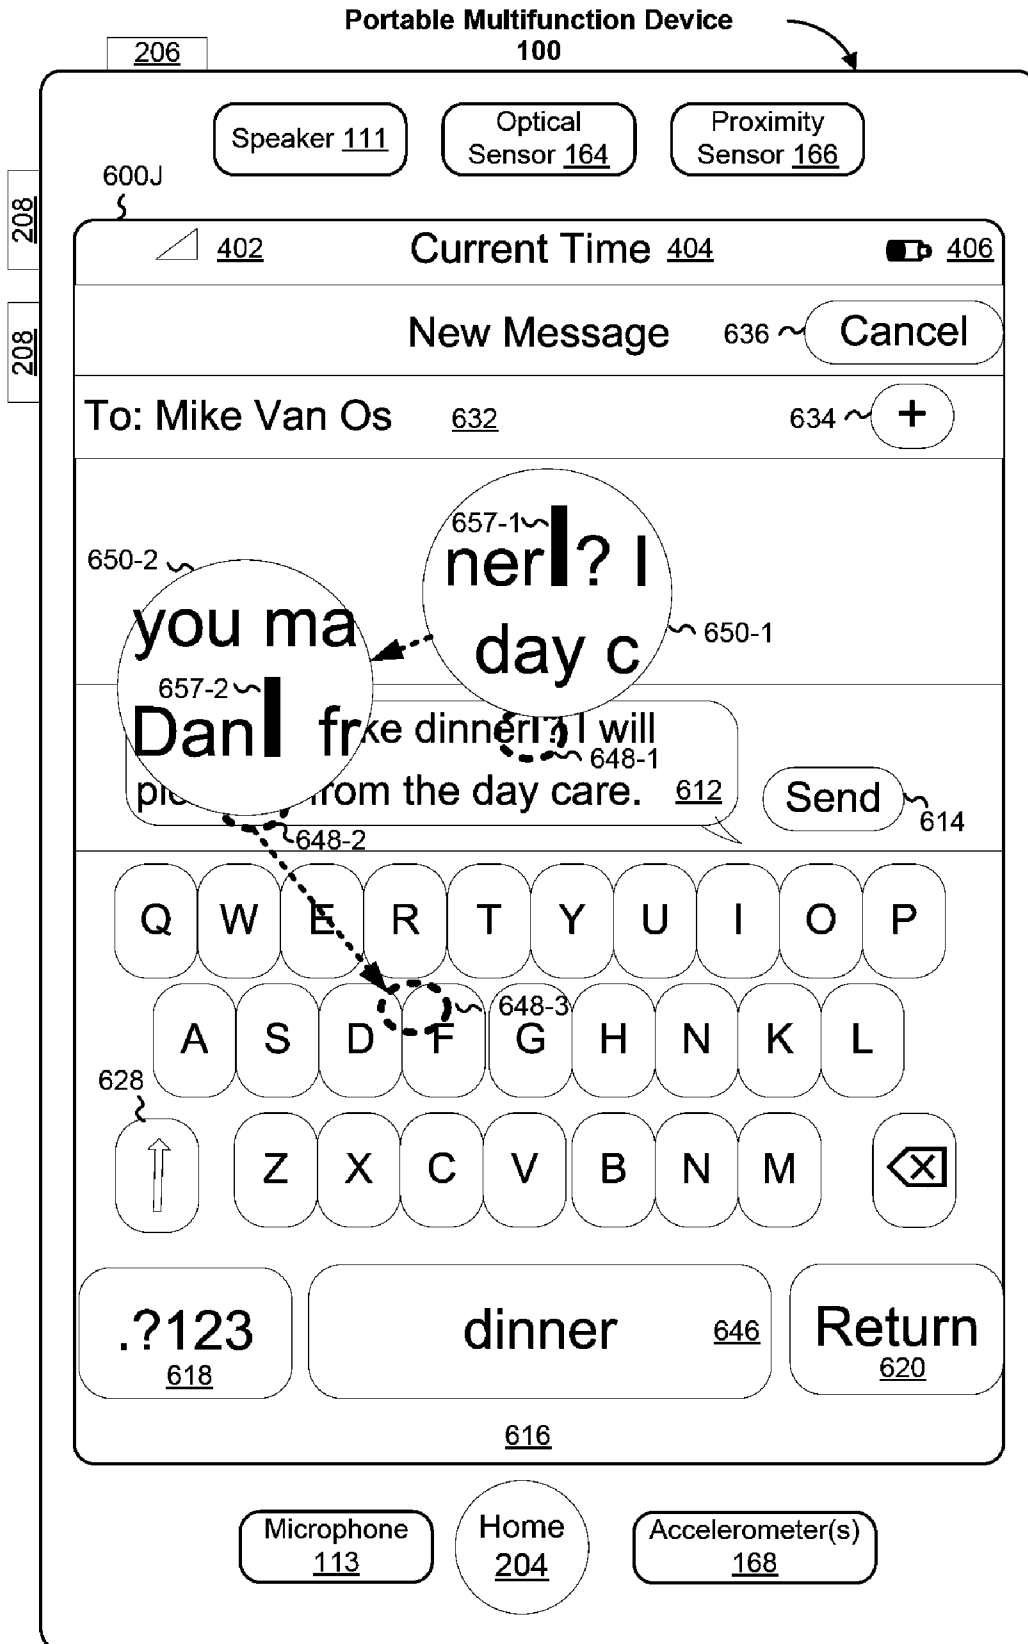 Portable Multifunction Device
100
206
Speaker 111
Optical
Sensor 164
Proximity
Sensor 166
600J
208
208
402
Current Time 404
406
New Message
636
Cancel
To: Mike Van Os
632
634
+
657-1
ner? I
day c
650-1
650-2
you ma
657-2
Dan fr
ke dinner? I will
648-1
from the day care.
612
Send
614
648-2
Q W E R T Y U I O P
648-3
A S D F G H N K L
628
Z X C V B N M
X
.?123
618
dinner
646
Return
620
616
Microphone
113
Home
204
Accelerometer(s)
168